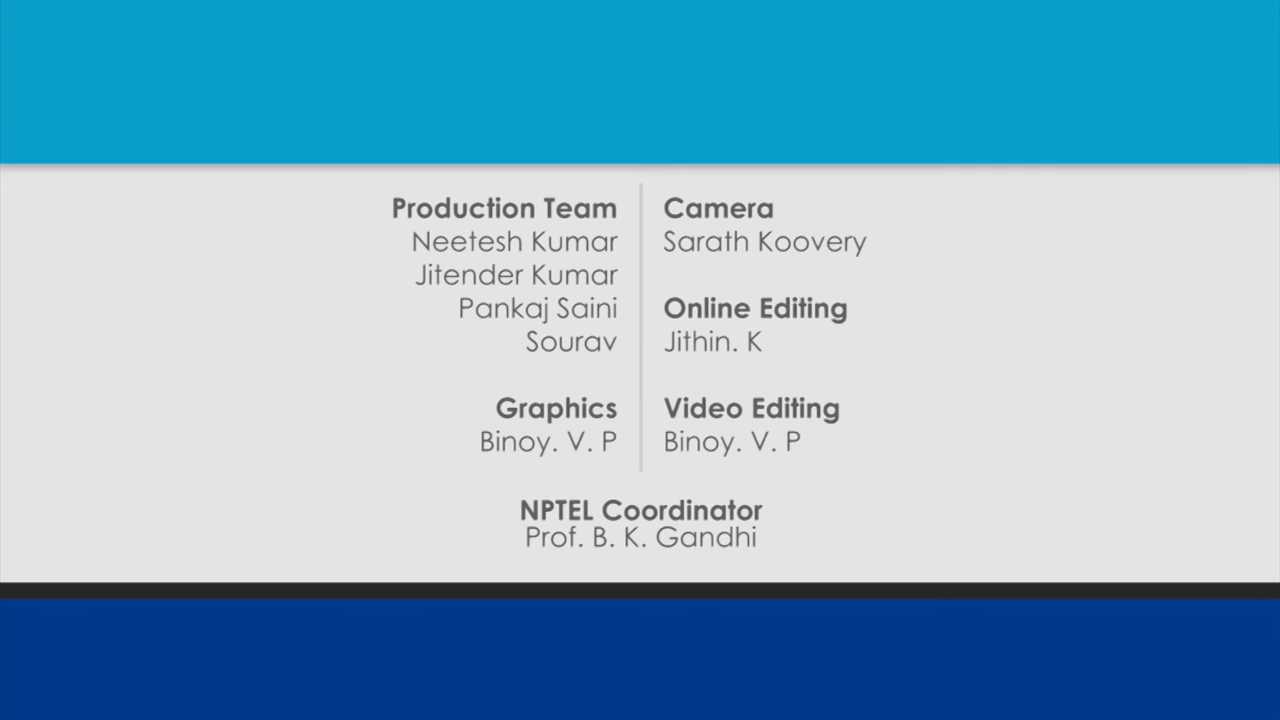 Production Team
Neetesh Kumar
Jitender Kumar
Pankaj Saini
Sourav
Graphics
Binoy. V. P
Camera
Sarath Koovery
Online Editing
Jithin. K
Video Editing
Binoy. V. P
NPTEL Coordinator
Prof. B. K. Gandhi